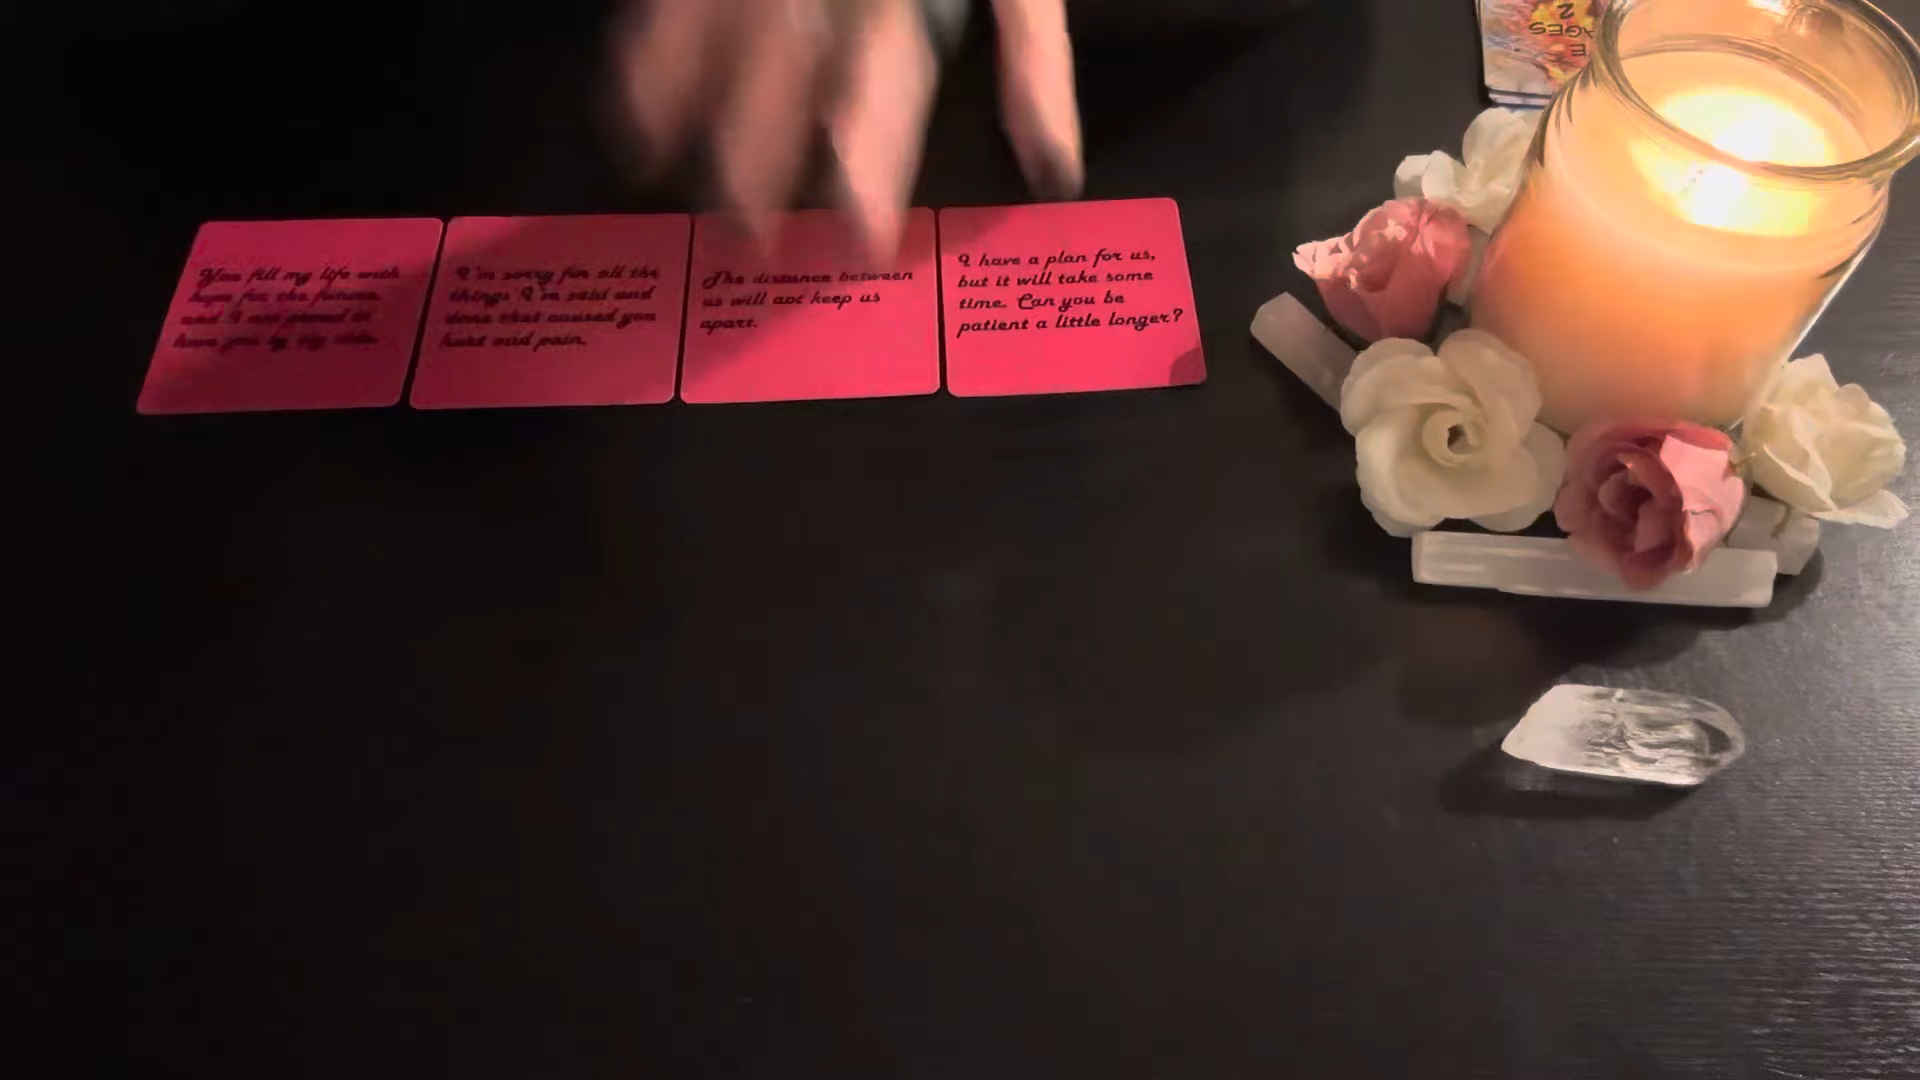 You fill my life with
hope for the future,
and I am proud to
have you by my side.
I'm sorry for all the
things I'm said and
done that caused you
hurt and pain.
The distance between
us will not keep us
apart.
I have a plan for us,
but it will take some
time. Can you be
patient a little longer?
AGES
2